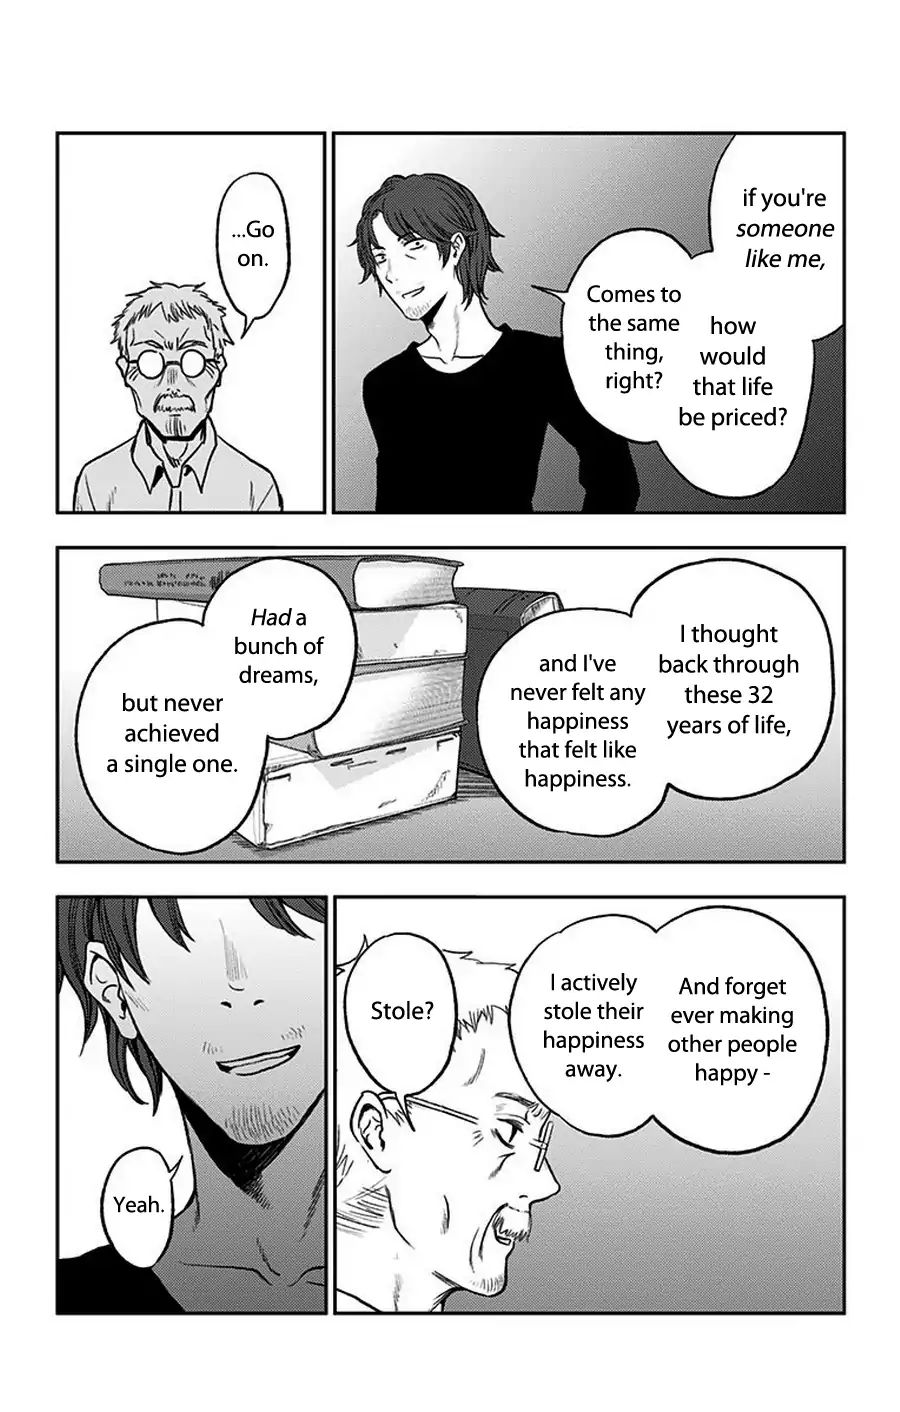 if you're
someone
like me,
how
would
that life
be priced?
Comes to
the same
thing,
right?
...Go
on.
I thought
back through
these 32
years of life,
and I've
never felt any
happiness
that felt like
happiness.
Had a
bunch of
dreams,
but never
achieved
a single one.
And forget
ever making
other people
happy -
I actively
stole their
happiness
away.
Stole?
Yeah.